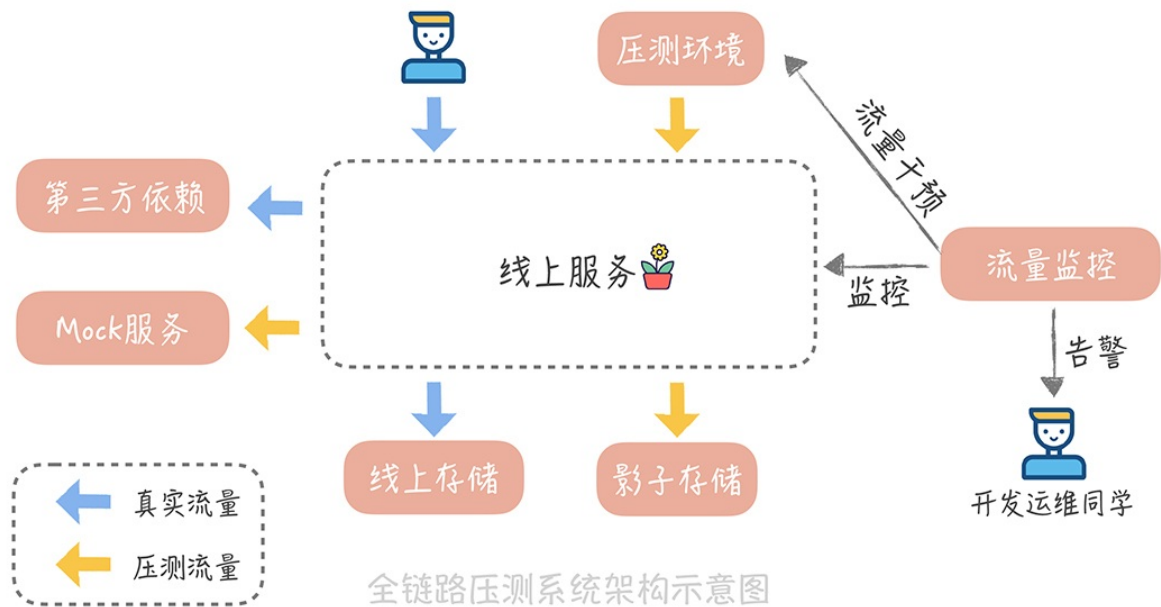 压测环境
流量干预
第三方依赖
线上服务
流量监控
监控
Mock服务
告警
线上存储
影子存储
开发运维同学
真实流量
压测流量
全链路压测系统架构示意图